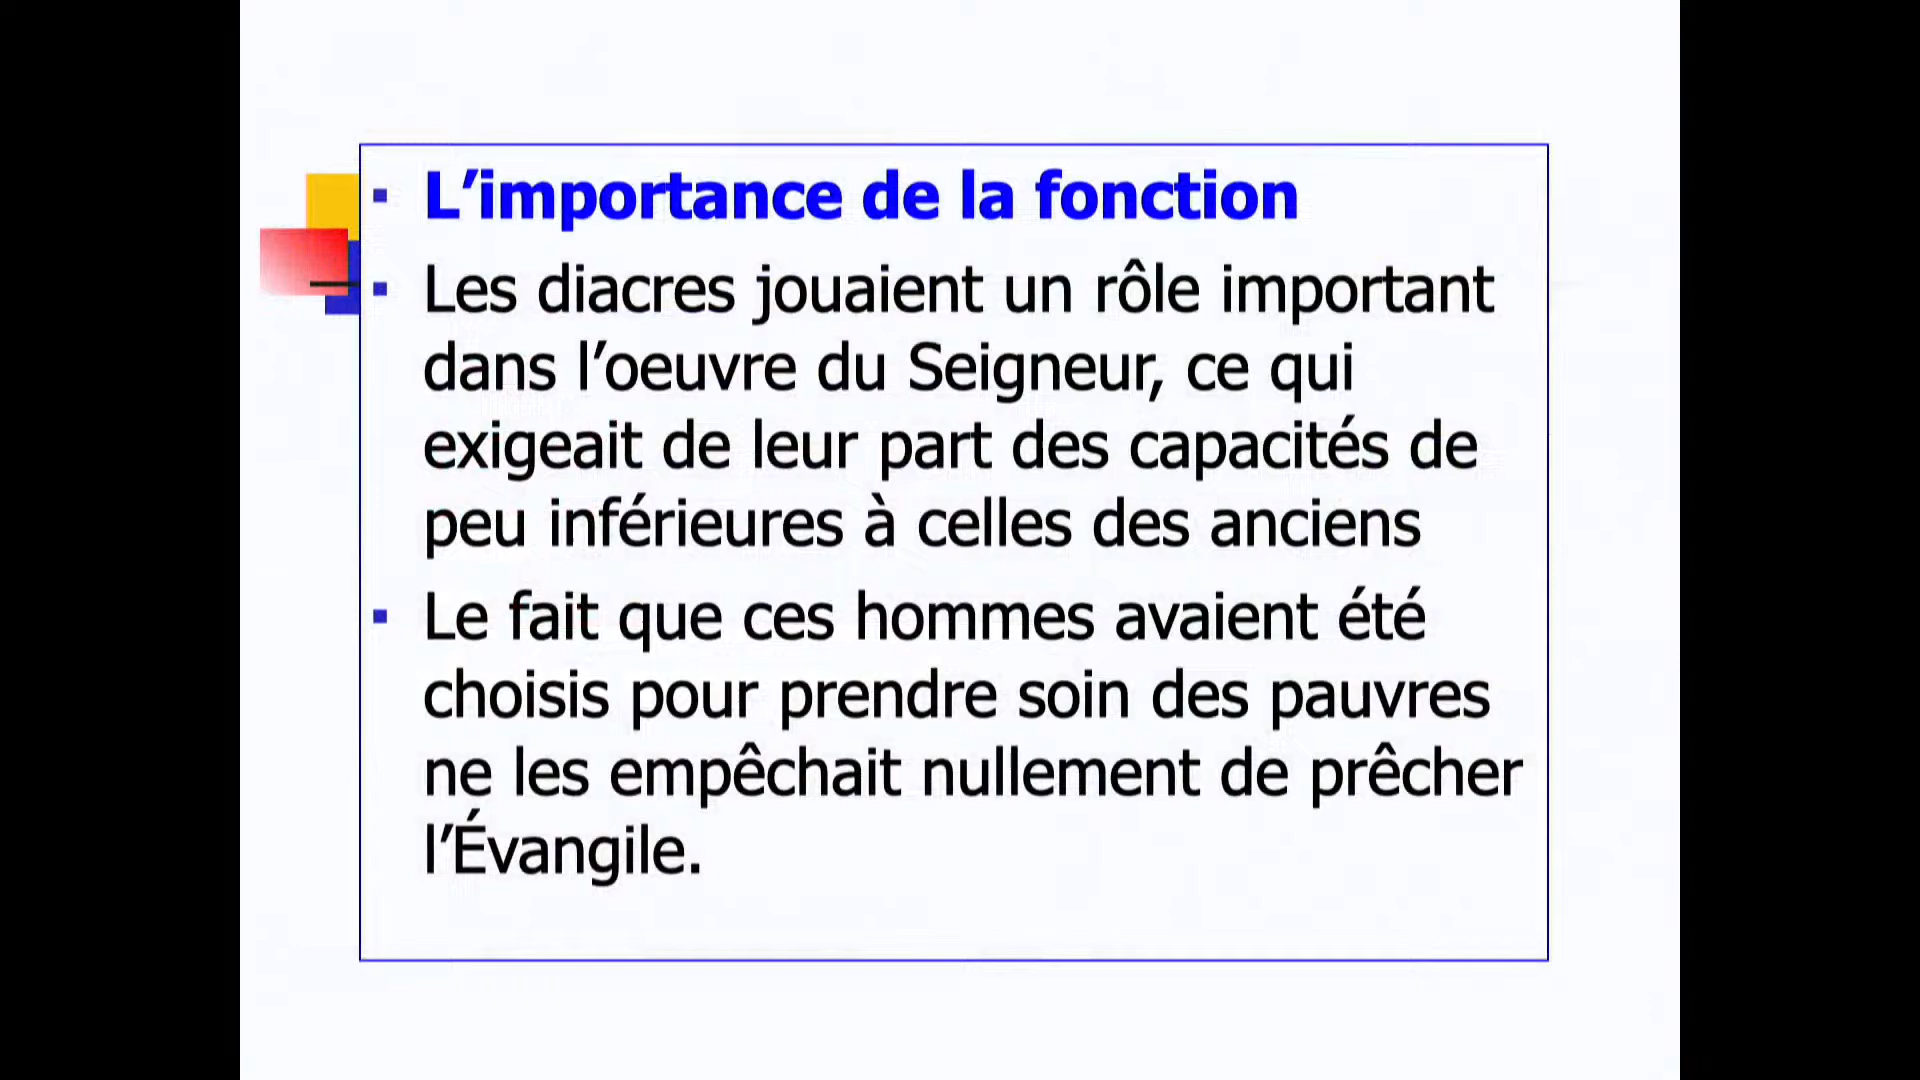 L’importance de la fonction
Les diacres jouaient un rôle important
dans l’oeuvre du Seigneur, ce qui
exigeait de leur part des capacités de
peu inférieures à celles des anciens
Le fait que ces hommes avaient été
choisis pour prendre soin des pauvres
ne les empêchait nullement de prêcher
l’Évangile.